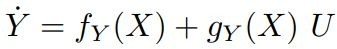 Ẏ = f_Y(X) + g_Y(X) U